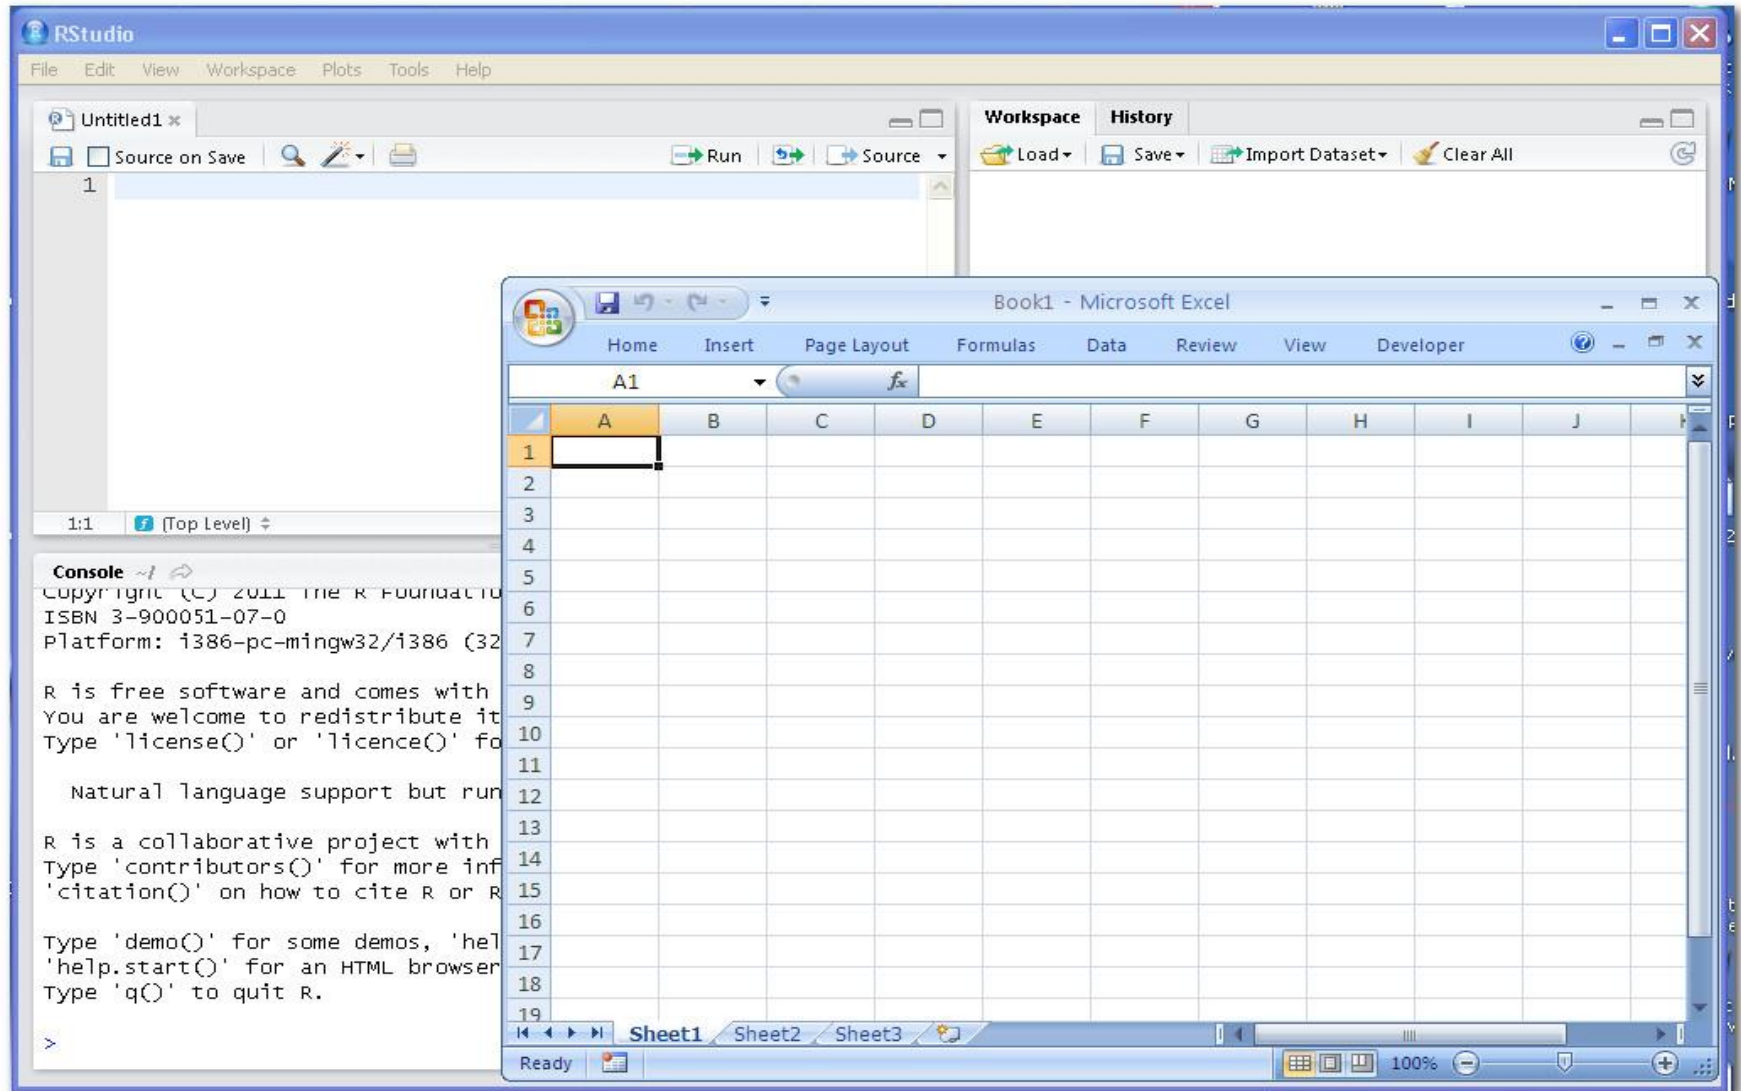 RStudio
File Edit View Workspace Plots Tools Help
Untitled1
Workspace History
Source on Save Run Source
Load Save Import Dataset Clear All
1
1:1 (Top Level)
Console ~/
Copyright (C) 2011 The R Foundatio
ISBN 3-900051-07-0
Platform: i386-pc-mingw32/i386 (32
R is free software and comes with
You are welcome to redistribute it
Type 'license()' or 'licence()' fo
Natural language support but run
R is a collaborative project with
Type 'contributors()' for more inf
'citation()' on how to cite R or R
Type 'demo()' for some demos, 'hel
'help.start()' for an HTML browser
Type 'q()' to quit R.
>
Book1 - Microsoft Excel
Home Insert Page Layout Formulas Data Review View Developer
A1 fx
A B C D E F G H I J
1
2
3
4
5
6
7
8
9
10
11
12
13
14
15
16
17
18
19
Sheet1 Sheet2 Sheet3
Ready 100%